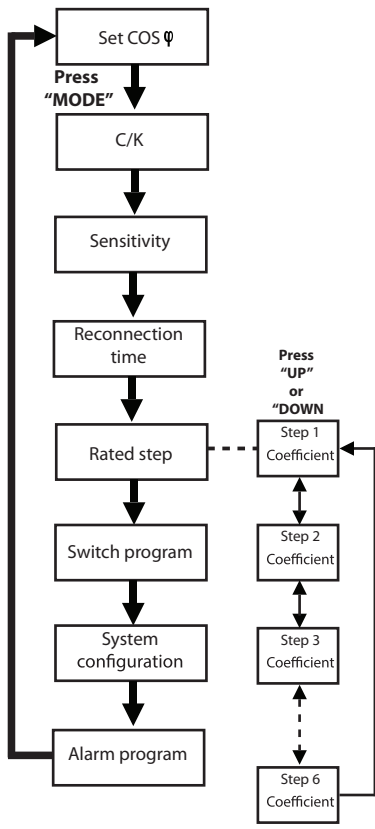 Set COS φ
Press
“MODE”
C/K
Sensitivity
Reconnection
time
Rated step
Switch program
System
configuration
Alarm program
Press
“UP”
or
“DOWN
Step 1
Coefficient
Step 2
Coefficient
Step 3
Coefficient
Step 6
Coefficient